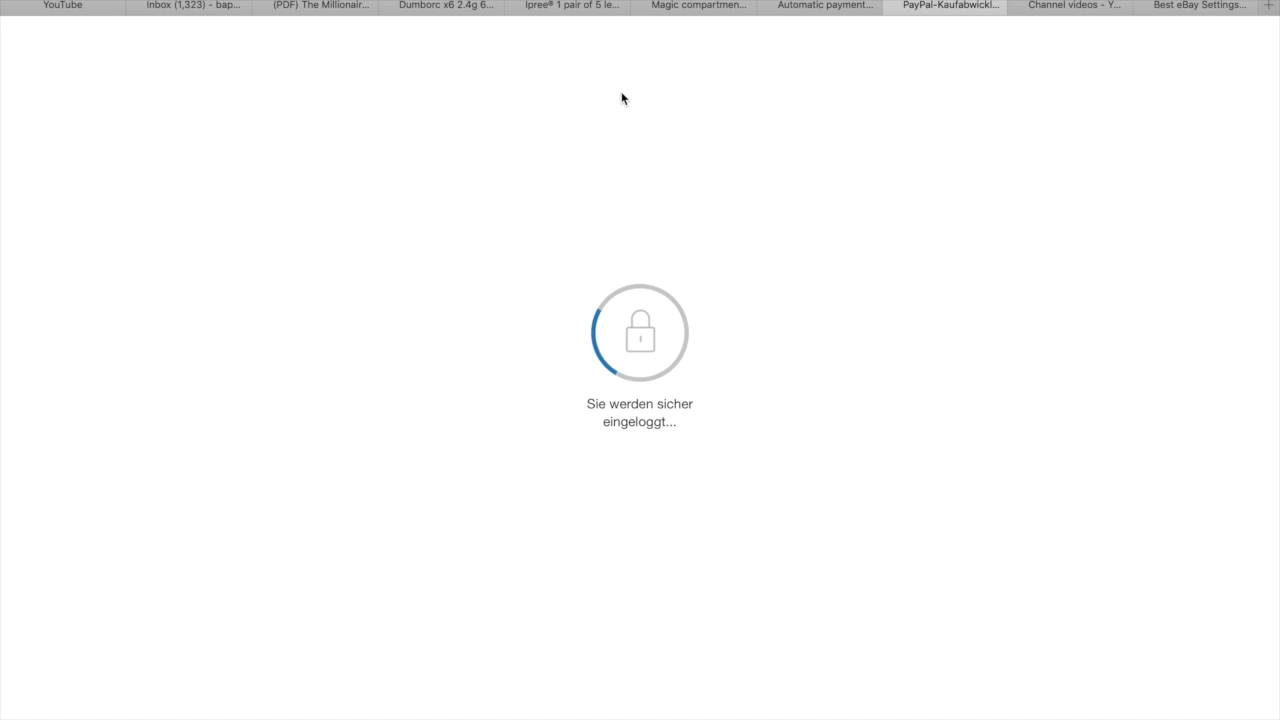 YouTube
Inbox (1,323) - bap...
(PDF) The Millionair...
Dumborc x6 2.4g 6...
Ipree® 1 pair of 5 le...
Magic compartmen...
Automatic payment...
PayPal-Kaufabwickl...
Channel videos - Y...
Best eBay Settings...
Sie werden sicher
eingeloggt...